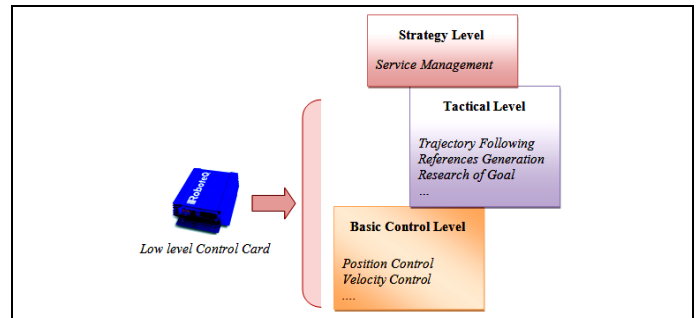 Strategy Level
Service Management
Tactical Level
Trajectory Following
References Generation
Research of Goal
...
RoboteQ
Low level Control Card
Basic Control Level
Position Control
Velocity Control
....